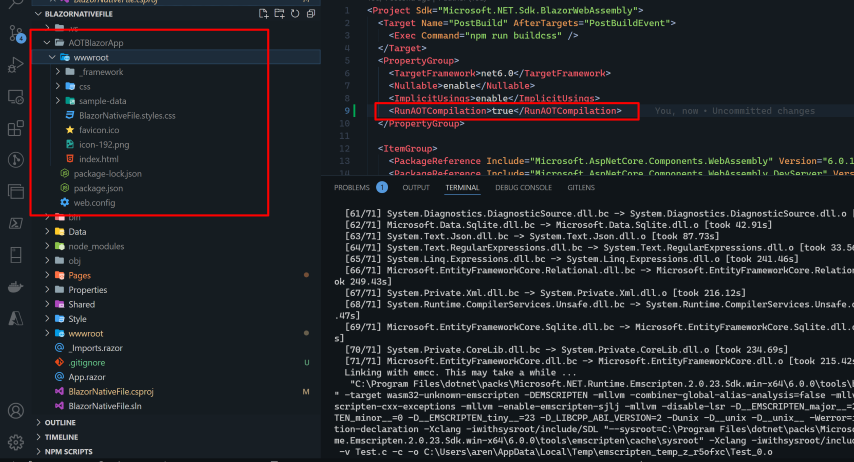 BlazorNativeFile.csproj
BLAZORNATIVEFILE
.vs
AOTBlazorApp
wwwroot
_framework
css
sample-data
BlazorNativeFile.styles.css
favicon.ico
icon-192.png
index.html
package-lock.json
package.json
web.config
bin
Data
node_modules
obj
Pages
Properties
Shared
Style
wwwroot
_Imports.razor
.gitignore U
App.razor
BlazorNativeFile.csproj M
BlazorNativeFile.sln
OUTLINE
TIMELINE
NPM SCRIPTS
1 <Project Sdk="Microsoft.NET.Sdk.BlazorWebAssembly">
2 <Target Name="PostBuild" AfterTargets="PostBuildEvent">
3 <Exec Command="npm run buildcss" />
4 </Target>
5 <PropertyGroup>
6 <TargetFramework>net6.0</TargetFramework>
7 <Nullable>enable</Nullable>
8 <ImplicitUsings>enable</ImplicitUsings>
9 <RunAOTCompilation>true</RunAOTCompilation> You, now • Uncommitted changes
10 </PropertyGroup>
11
12 <ItemGroup>
13 <PackageReference Include="Microsoft.AspNetCore.Components.WebAssembly" Version="6.0.1
14 <PackageReference Include="Microsoft.AspNetCore.Components.WebAssembly.DevServer" Vers
PROBLEMS 1 OUTPUT TERMINAL DEBUG CONSOLE GITLENS
[61/71] System.Diagnostics.DiagnosticSource.dll.bc -> System.Diagnostics.DiagnosticSource.dll.o [
[62/71] Microsoft.Data.Sqlite.dll.bc -> Microsoft.Data.Sqlite.dll.o [took 42.91s]
[63/71] System.Text.Json.dll.bc -> System.Text.Json.dll.o [took 87.73s]
[64/71] System.Text.RegularExpressions.dll.bc -> System.Text.RegularExpressions.dll.o [took 33.56
[65/71] System.Linq.Expressions.dll.bc -> System.Linq.Expressions.dll.o [took 241.46s]
[66/71] Microsoft.EntityFrameworkCore.Relational.dll.bc -> Microsoft.EntityFrameworkCore.Relation
ok 249.43s]
[67/71] System.Private.Xml.dll.bc -> System.Private.Xml.dll.o [took 216.12s]
[68/71] System.Runtime.CompilerServices.Unsafe.dll.bc -> System.Runtime.CompilerServices.Unsafe.d
.47s]
[69/71] Microsoft.EntityFrameworkCore.Sqlite.dll.bc -> Microsoft.EntityFrameworkCore.Sqlite.dll.o
s]
[70/71] System.Private.CoreLib.dll.bc -> System.Private.CoreLib.dll.o [took 234.69s]
[71/71] Microsoft.EntityFrameworkCore.dll.bc -> Microsoft.EntityFrameworkCore.dll.o [took 215.42s
Linking with emcc. This may take a while ...
"C:\Program Files\dotnet\packs\Microsoft.NET.Runtime.Emscripten.2.0.23.Sdk.win-x64\6.0.0\tools\b
" -target wasm32-unknown-emscripten -DEMSCRIPTEN -mllvm -combiner-global-alias-analysis=false -mllv
scripten-cxx-exceptions -mllvm -enable-emscripten-sjlj -mllvm -disable-lsr -D__EMSCRIPTEN_major__=2
TEN_minor__=0 -D__EMSCRIPTEN_tiny__=23 -D_LIBCPP_ABI_VERSION=2 -Dunix -D__unix -D__unix__ -Werror=i
tion-declaration -Xclang -iwithsysroot/include/SDL "--sysroot=C:\Program Files\dotnet\packs\Microso
me.Emscripten.2.0.23.Sdk.win-x64\6.0.0\tools\emscripten\cache\sysroot" -Xclang -iwithsysroot/includ
-v Test.c -c -o C:\Users\aren\AppData\Local\Temp\emscripten_temp_z_r5ofxc\Test_0.o